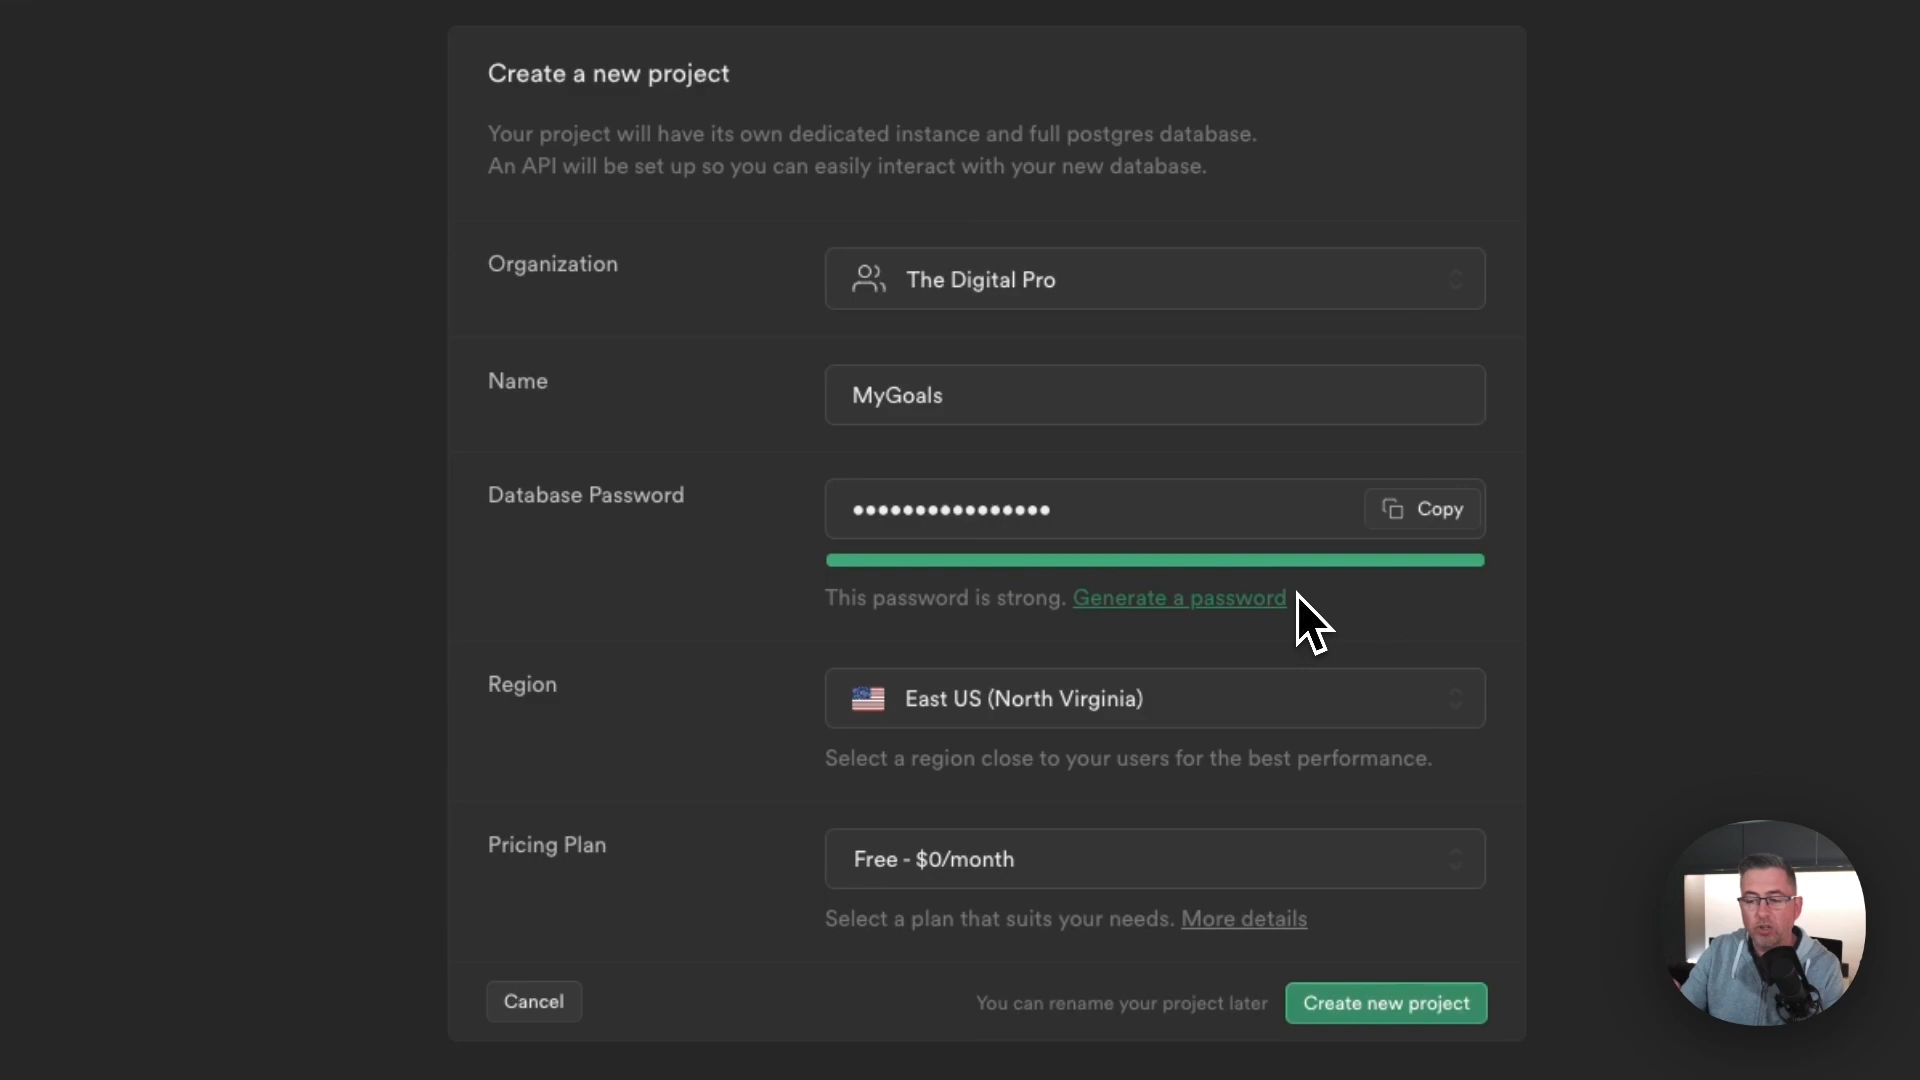 Create a new project
Your project will have its own dedicated instance and full postgres database.
An API will be set up so you can easily interact with your new database.
Organization
The Digital Pro
Name
MyGoals
Database Password
••••••••••••••••
Copy
This password is strong. Generate a password
Region
East US (North Virginia)
Select a region close to your users for the best performance.
Pricing Plan
Free - $0/month
Select a plan that suits your needs. More details
Cancel
You can rename your project later
Create new project